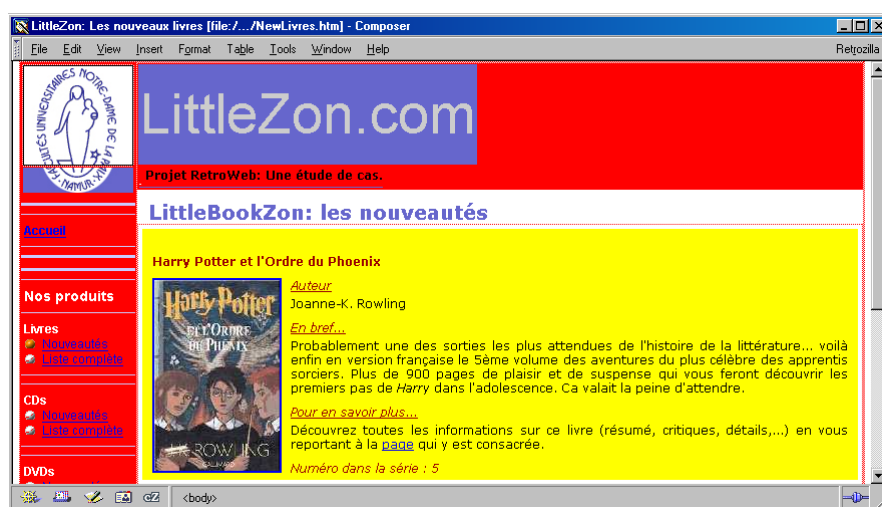 LittleZon: Les nouveaux livres [file:/.../NewLivres.htm] - Composer
File Edit View Insert Format Table Tools Window Help Retrozilla
FACULTÉS UNIVERSITAIRES NOTRE-DAME DE LA PAIX
NAMUR
LittleZon.com
Projet RetroWeb: Une étude de cas.
LittleBookZon: les nouveautés
Accueil
Nos produits
Livres
Nouveautés
Liste complète
CDs
Nouveautés
Liste complète
DVDs
Harry Potter et l'Ordre du Phoenix
Harry Potter
ET L'ORDRE
DU PHENIX
J.K. ROWLING
GALLIMARD
Auteur
Joanne-K. Rowling
En bref...
Probablement une des sorties les plus attendues de l'histoire de la littérature... voilà
enfin en version française le 5ème volume des aventures du plus célèbre des apprentis
sorciers. Plus de 900 pages de plaisir et de suspense qui vous feront découvrir les
premiers pas de Harry dans l'adolescence. Ca valait la peine d'attendre.
Pour en savoir plus...
Découvrez toutes les informations sur ce livre (résumé, critiques, détails,...) en vous
reportant à la page qui y est consacrée.
Numéro dans la série : 5
<body>